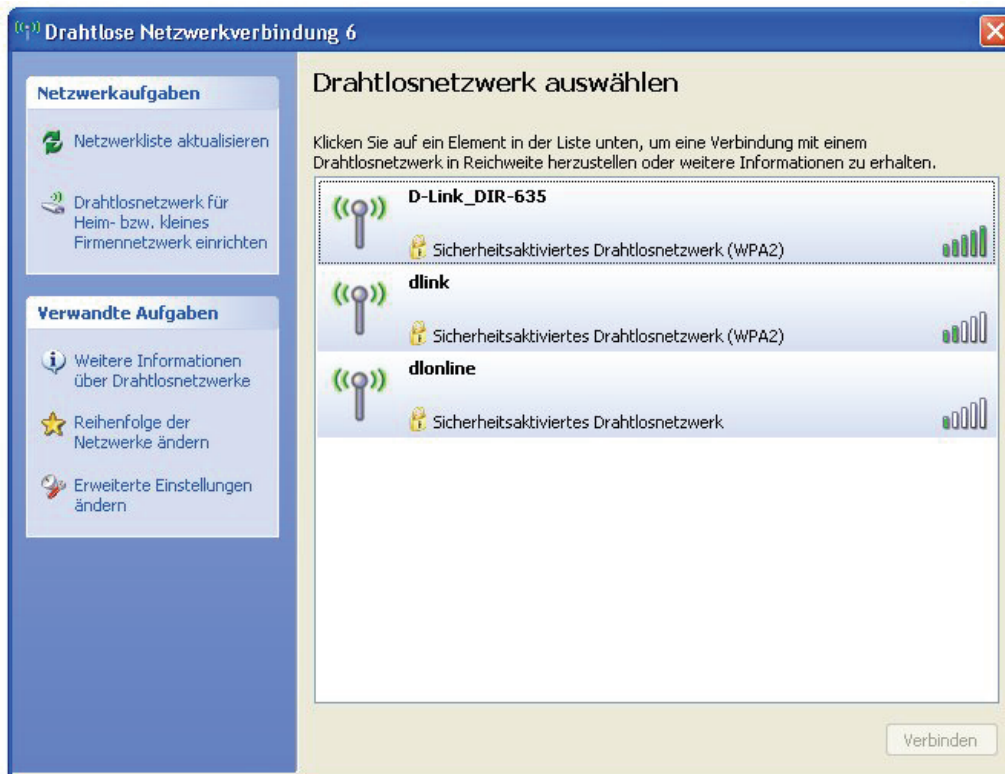 Drahtlose Netzwerkverbindung 6
Netzwerkaufgaben
Netzwerkliste aktualisieren
Drahtlosnetzwerk für
Heim- bzw. kleines
Firmennetzwerk einrichten
Verwandte Aufgaben
Weitere Informationen
über Drahtlosnetzwerke
Reihenfolge der
Netzwerke ändern
Erweiterte Einstellungen
ändern
Drahtlosnetzwerk auswählen
Klicken Sie auf ein Element in der Liste unten, um eine Verbindung mit einem
Drahtlosnetzwerk in Reichweite herzustellen oder weitere Informationen zu erhalten.
D-Link_DIR-635
Sicherheitsaktiviertes Drahtlosnetzwerk (WPA2)
dlink
Sicherheitsaktiviertes Drahtlosnetzwerk (WPA2)
dlonline
Sicherheitsaktiviertes Drahtlosnetzwerk
Verbinden